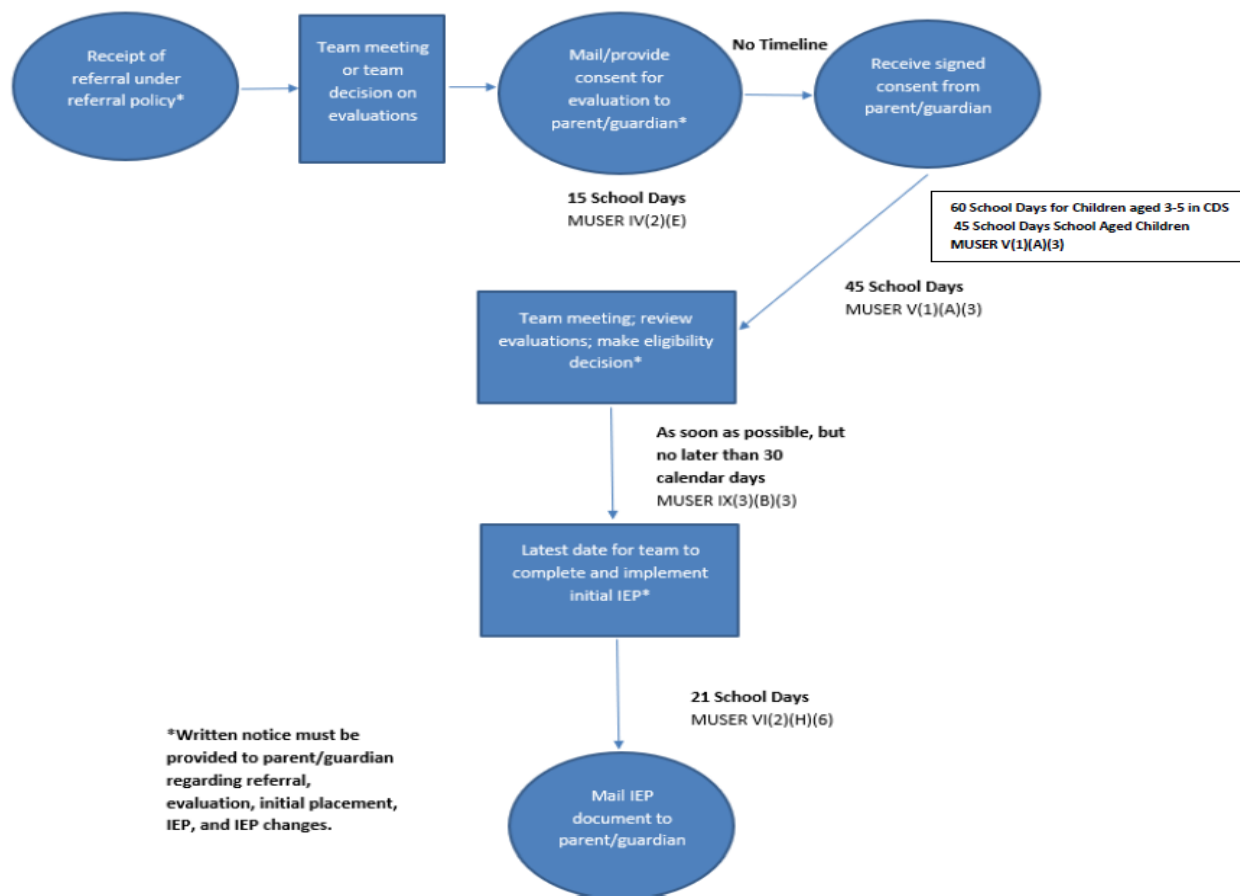 Receipt of
referral under
referral policy*
Team meeting
or team
decision on
evaluations
Mail/provide
consent for
evaluation to
parent/guardian*
No Timeline
Receive signed
consent from
parent/guardian
15 School Days
MUSER IV(2)(E)
60 School Days for Children aged 3-5 in CDS
45 School Days School Aged Children
MUSER V(1)(A)(3)
45 School Days
MUSER V(1)(A)(3)
Team meeting; review
evaluations; make eligibility
decision*
As soon as possible, but
no later than 30
calendar days
MUSER IX(3)(B)(3)
Latest date for team to
complete and implement
initial IEP*
21 School Days
MUSER VI(2)(H)(6)
*Written notice must be
provided to parent/guardian
regarding referral,
evaluation, initial placement,
IEP, and IEP changes.
Mail IEP
document to
parent/guardian